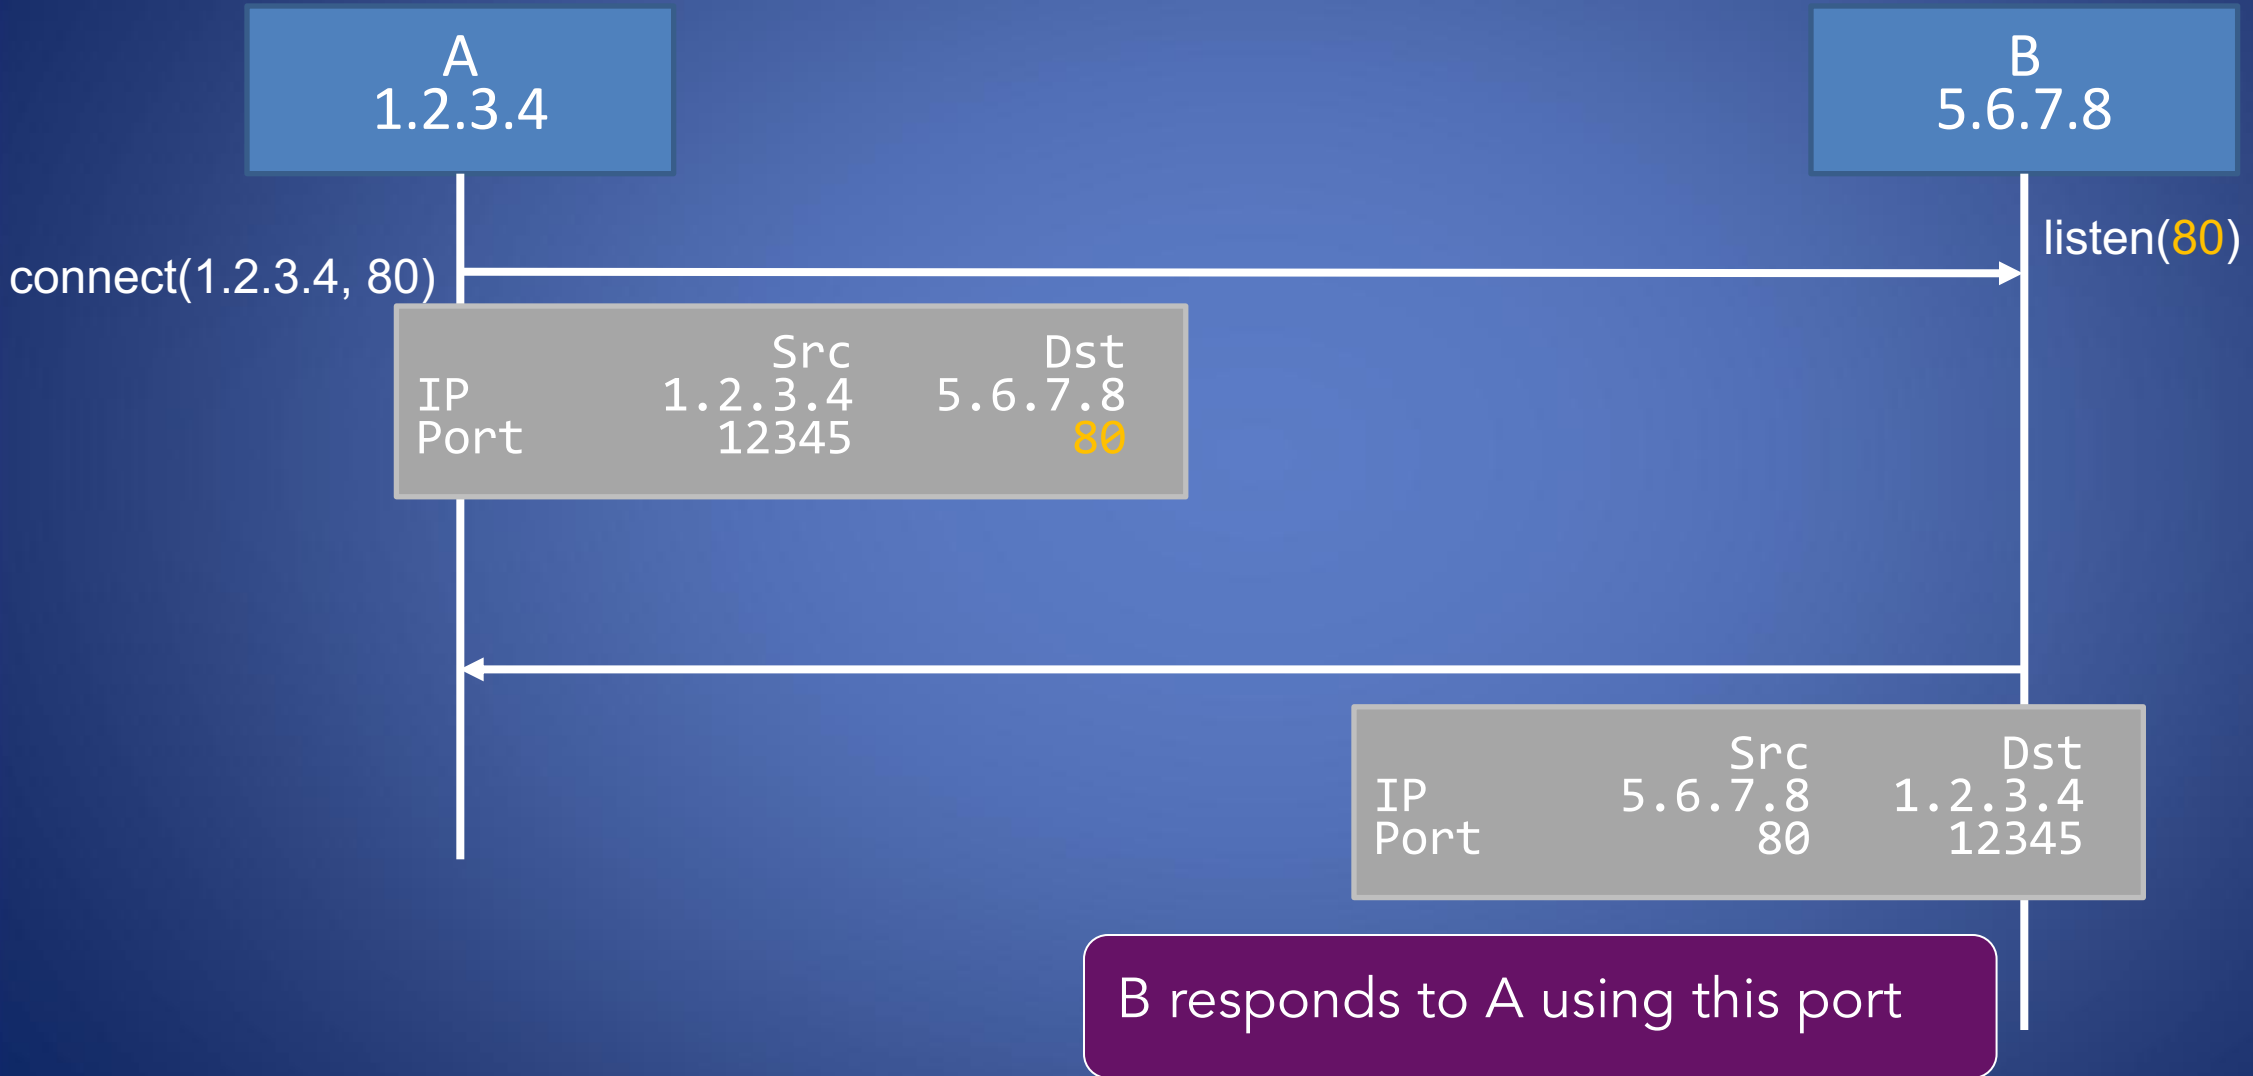 A
1.2.3.4
B
5.6.7.8
listen(80)
connect(1.2.3.4, 80)
Src Dst
IP 1.2.3.4 5.6.7.8
Port 12345 80
Src Dst
IP 5.6.7.8 1.2.3.4
Port 80 12345
B responds to A using this port